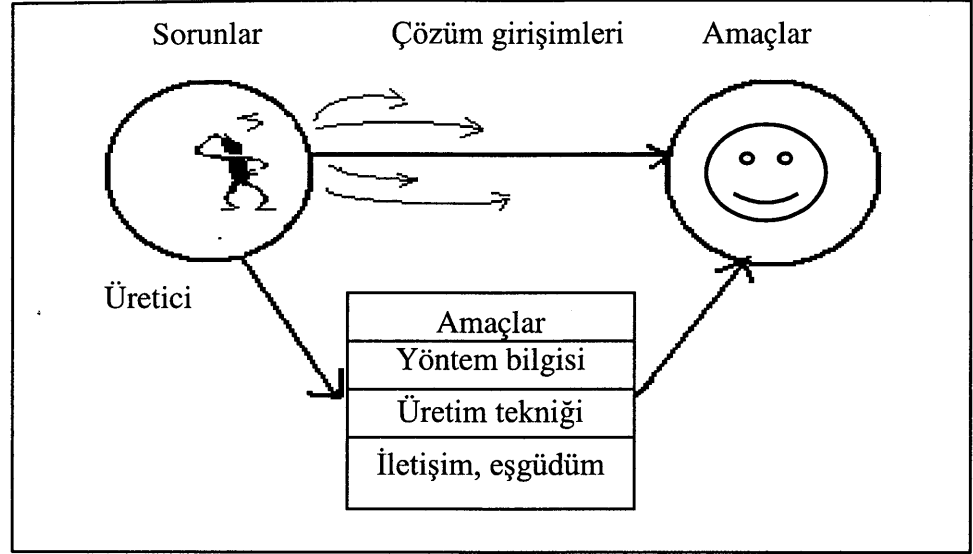 Sorunlar Çözüm girişimleri Amaçlar
Üretici
Amaçlar
Yöntem bilgisi
Üretim tekniği
İletişim, eşgüdüm